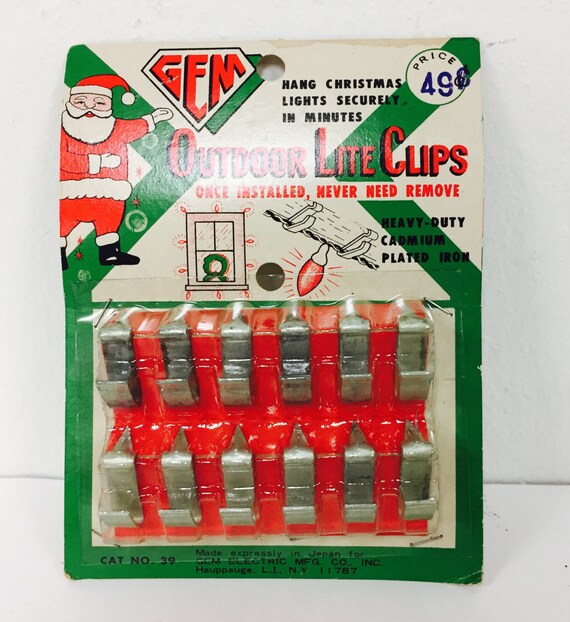 GEM
PRICE
49¢
HANG CHRISTMAS
LIGHTS SECURELY
IN MINUTES
OUTDOOR LITE CLIPS
ONCE INSTALLED, NEVER NEED REMOVE
HEAVY-DUTY
CADMIUM
PLATED IRON
CAT NO. 39
Made expressly in Japan for
GEM ELECTRIC MFG. CO., INC.
Hauppauge, L.I. N.Y 11787